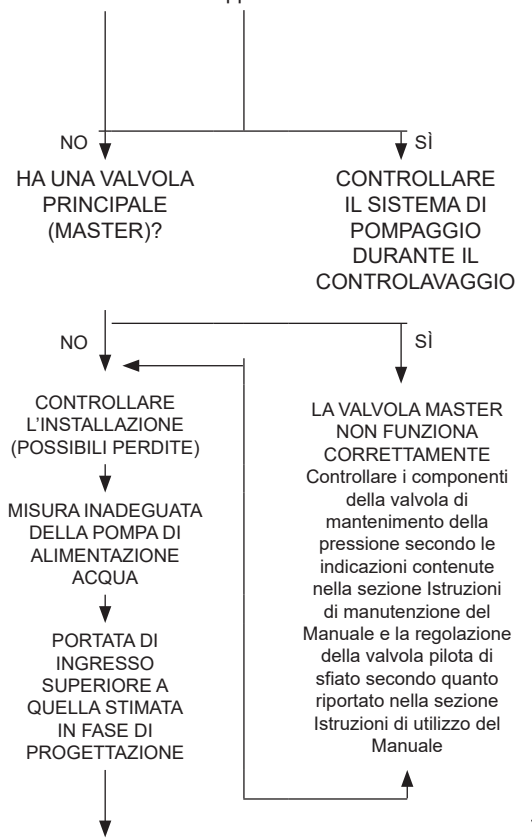 NO
SÌ
HA UNA VALVOLA
PRINCIPALE
(MASTER)?
CONTROLLARE
IL SISTEMA DI
POMPAGGIO
DURANTE IL
CONTROLAVAGGIO
NO
SÌ
CONTROLLARE
L'INSTALLAZIONE
(POSSIBILI PERDITE)
MISURA INADEGUATA
DELLA POMPA DI
ALIMENTAZIONE
ACQUA
PORTATA DI
INGRESSO
SUPERIORE A
QUELLA STIMATA
IN FASE DI
PROGETTAZIONE
LA VALVOLA MASTER
NON FUNZIONA
CORRETTAMENTE
Controllare i componenti
della valvola di
mantenimento della
pressione secondo le
indicazioni contenute
nella sezione Istruzioni
di manutenzione del
Manuale e la regolazione
della valvola pilota di
sfiato secondo quanto
riportato nella sezione
Istruzioni di utilizzo del
Manuale